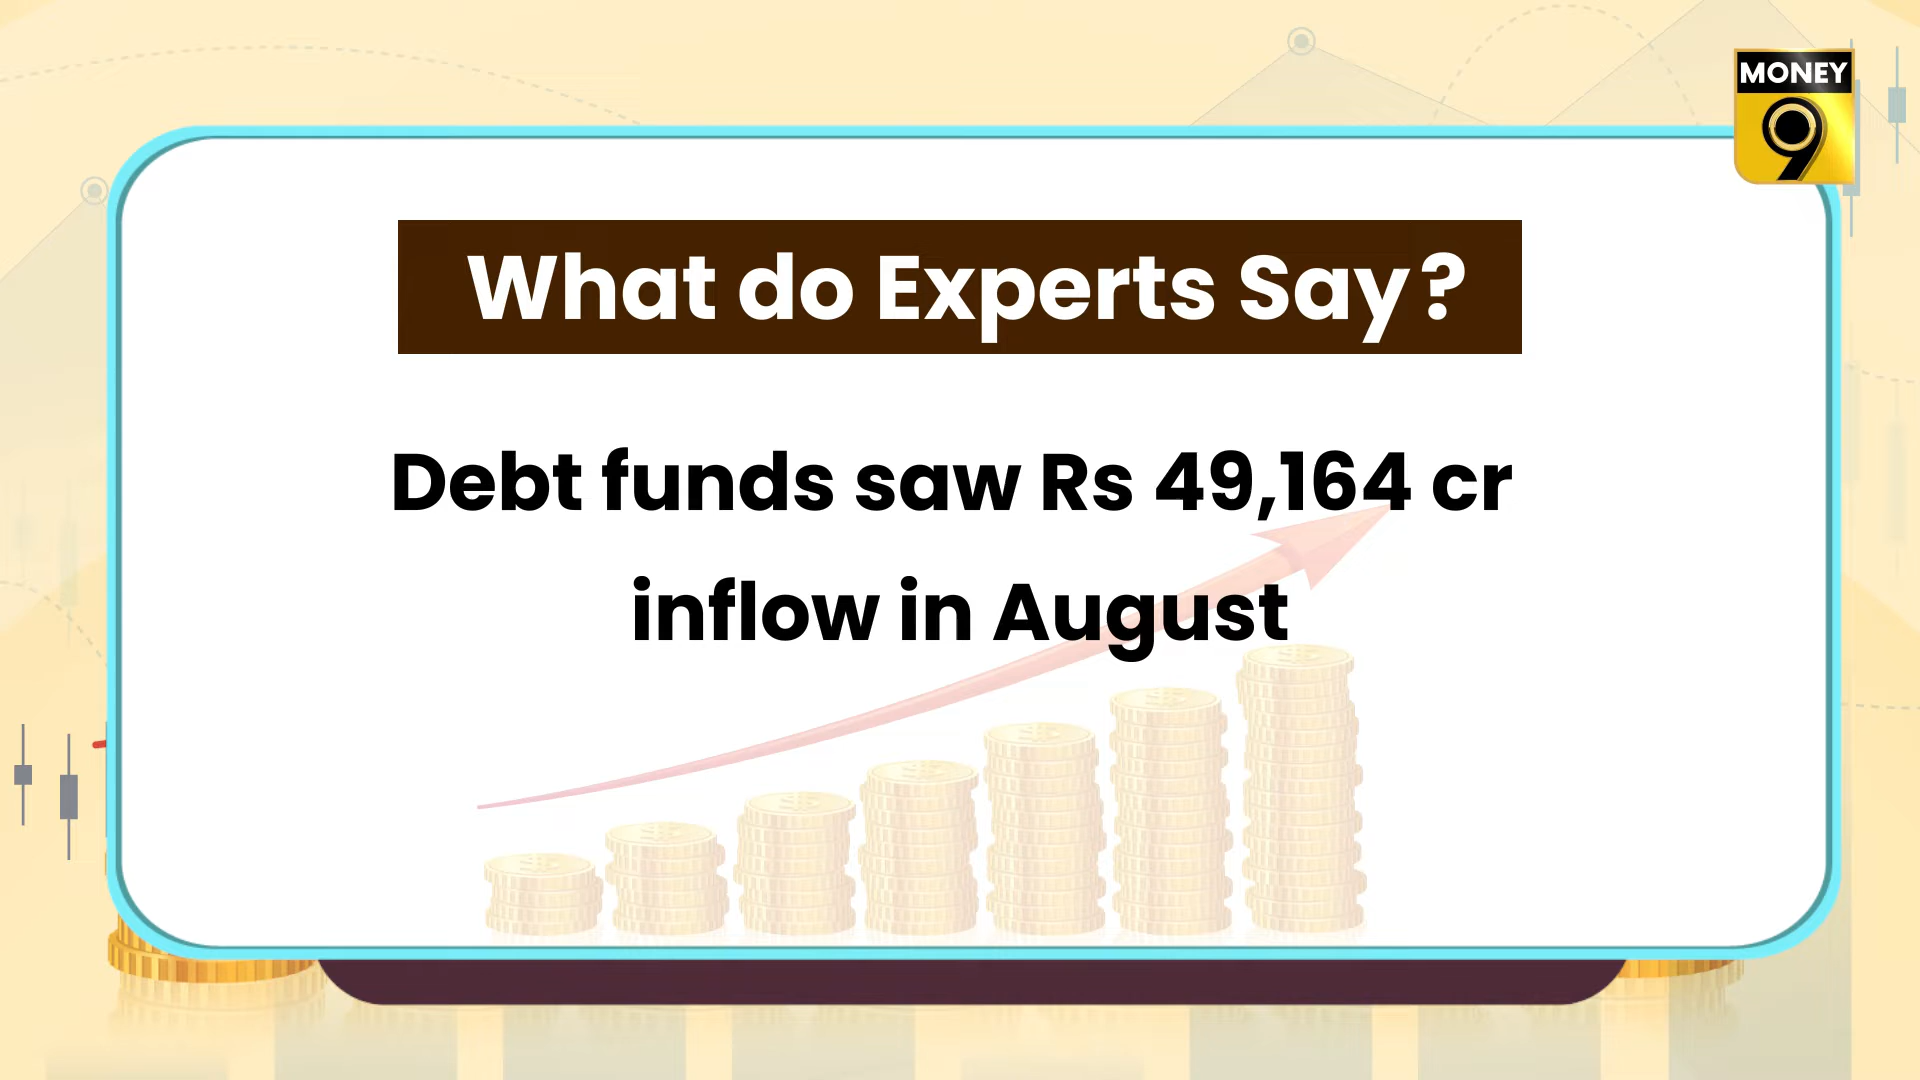 MONEY
9
What do Experts Say?
Debt funds saw Rs 49,164 cr
inflow in August